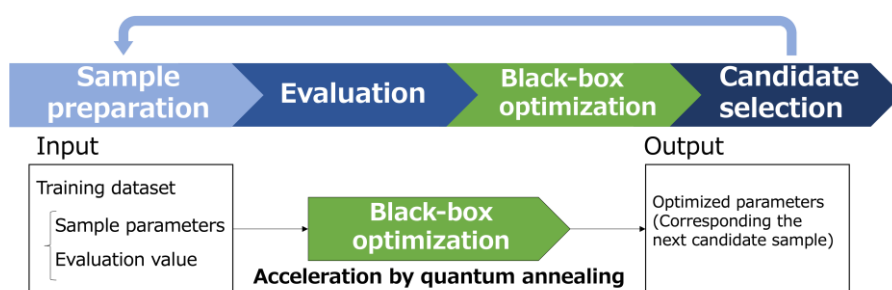 Sample
preparation
Evaluation
Black-box
optimization
Candidate
selection
Input
Output
Training dataset
Sample parameters
Evaluation value
Black-box
optimization
Acceleration by quantum annealing
Optimized parameters
(Corresponding the
next candidate sample)